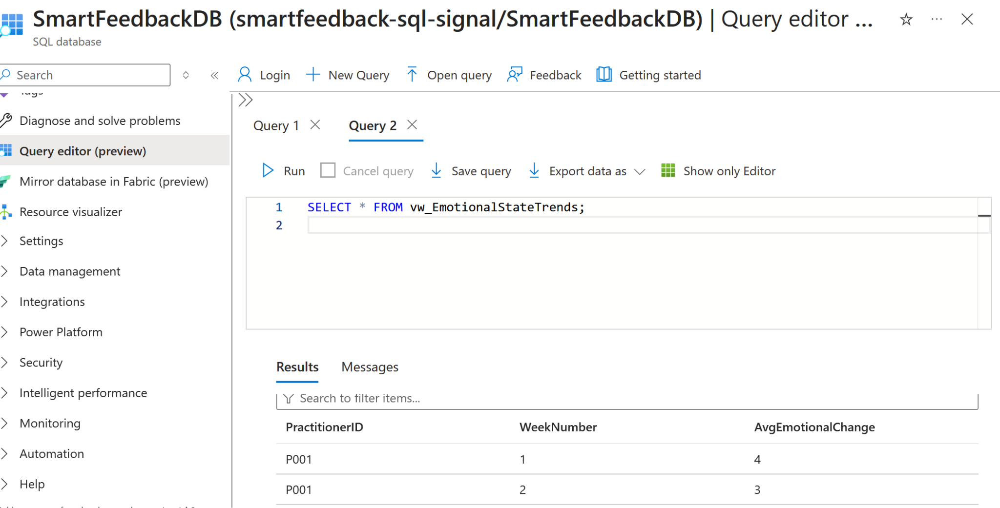 SmartFeedbackDB (smartfeedback-sql-signal/SmartFeedbackDB) | Query editor ...
SQL database
Search
Login
New Query
Open query
Feedback
Getting started
Tags
Diagnose and solve problems
Query editor (preview)
Mirror database in Fabric (preview)
Resource visualizer
Settings
Data management
Integrations
Power Platform
Security
Intelligent performance
Monitoring
Automation
Help
Query 1
Query 2
Run
Cancel query
Save query
Export data as
Show only Editor
1 SELECT * FROM vw_EmotionalStateTrends;
2
Results
Messages
Search to filter items...
PractitionerID WeekNumber AvgEmotionalChange
P001 1 4
P001 2 3